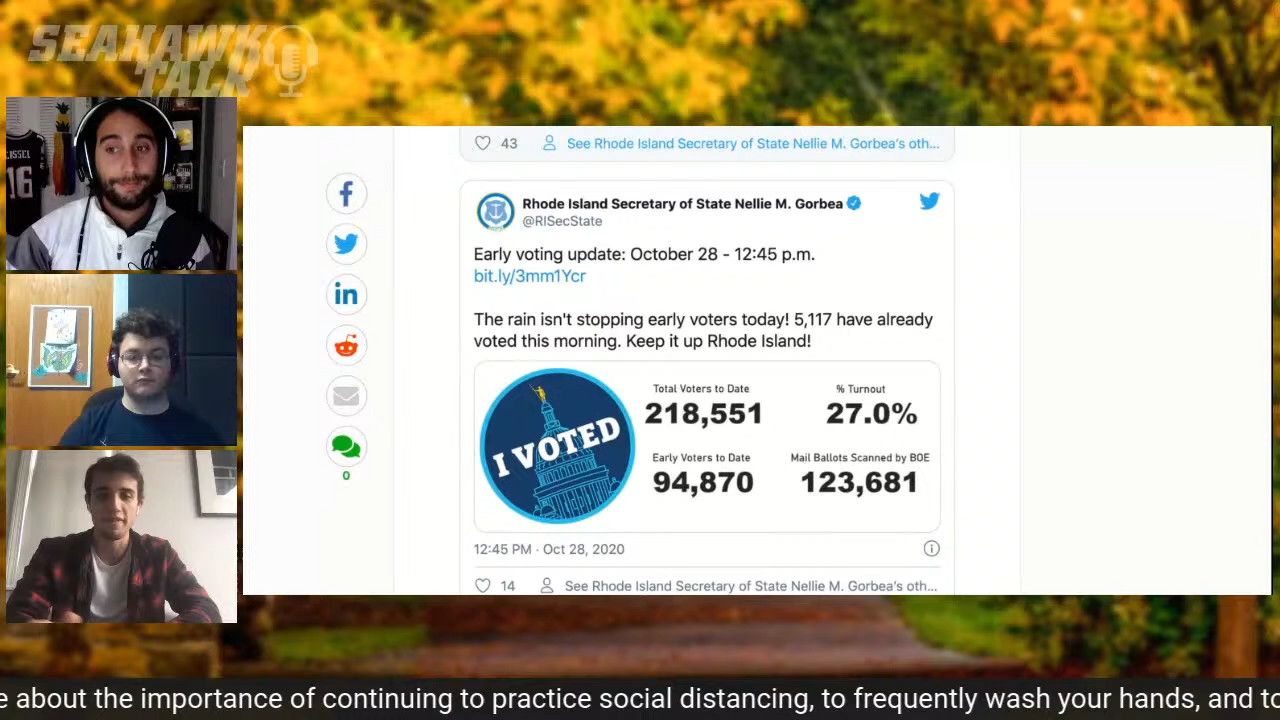 SEAHAWK
TALK
16
43
See Rhode Island Secretary of State Nellie M. Gorbea's oth...
Rhode Island Secretary of State Nellie M. Gorbea
@RISecState
Early voting update: October 28 - 12:45 p.m.
bit.ly/3mm1Ycr
The rain isn't stopping early voters today! 5,117 have already
voted this morning. Keep it up Rhode Island!
I VOTED
Total Voters to Date
% Turnout
218,551
27.0%
Early Voters to Date
Mail Ballots Scanned by BOE
94,870
123,681
0
12:45 PM · Oct 28, 2020
14
See Rhode Island Secretary of State Nellie M. Gorbea's oth...
e about the importance of continuing to practice social distancing, to frequently wash your hands, and to